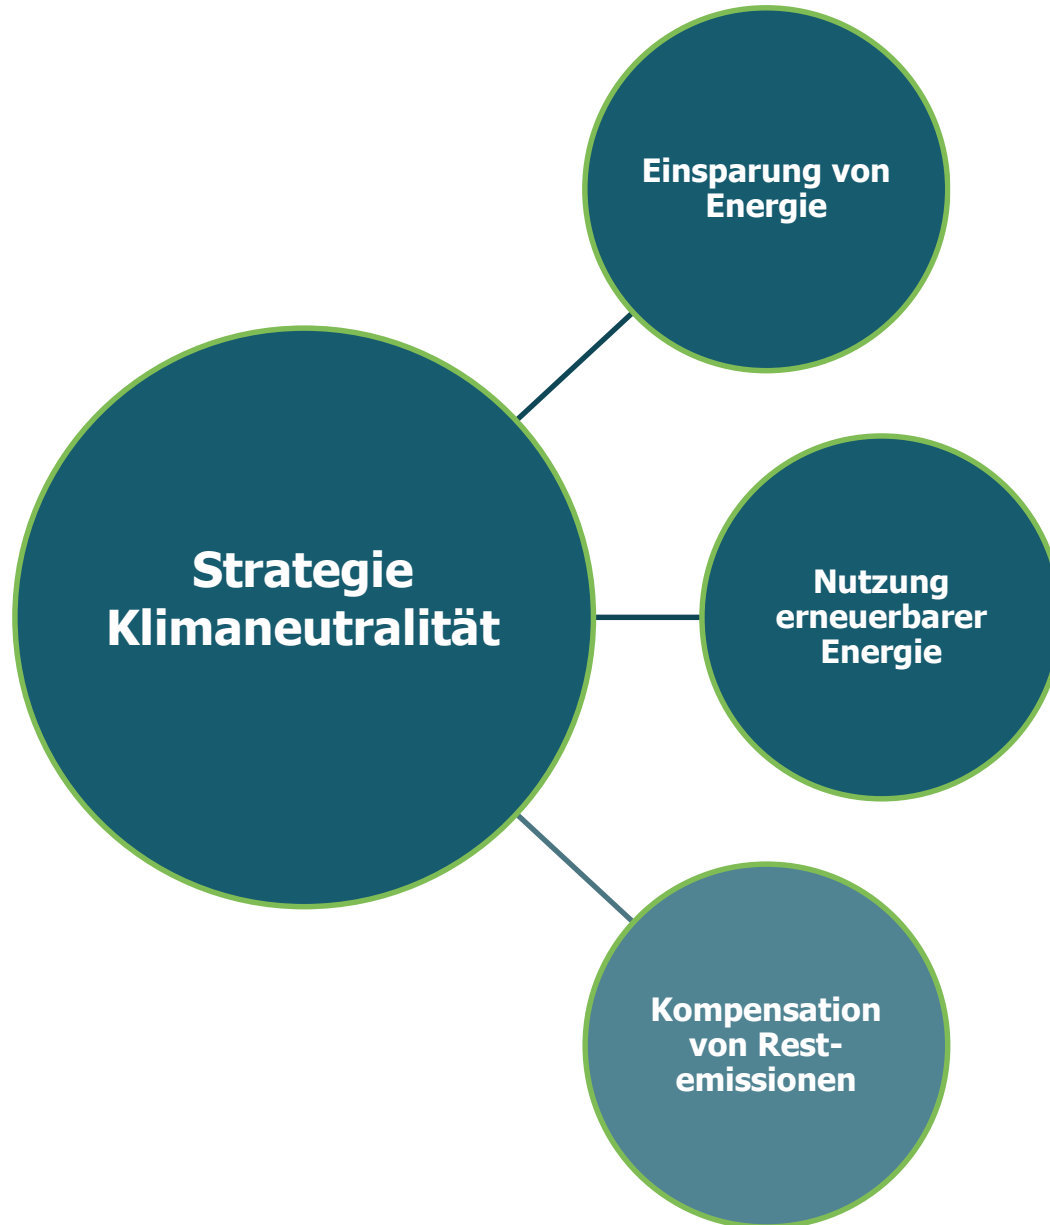 Einsparung von
Energie
Strategie
Klimaneutralität
Nutzung
erneuerbarer
Energie
Kompensation
von Rest-
emissionen